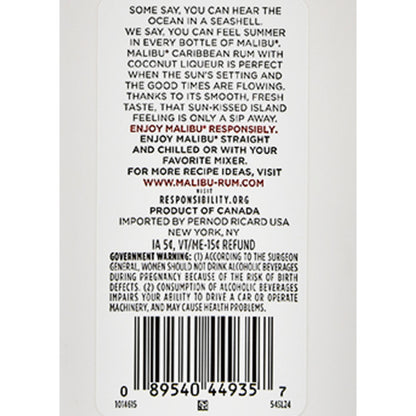 SOME SAY, YOU CAN HEAR THE
OCEAN IN A SEASHELL.
WE SAY, YOU CAN FEEL SUMMER
IN EVERY BOTTLE OF MALIBU®.
MALIBU® CARIBBEAN RUM WITH
COCONUT LIQUEUR IS PERFECT
WHEN THE SUN'S SETTING AND
THE GOOD TIMES ARE FLOWING.
THANKS TO ITS SMOOTH, FRESH
TASTE, THAT SUN-KISSED ISLAND
FEELING IS ONLY A SIP AWAY.
ENJOY MALIBU® RESPONSIBLY.
ENJOY MALIBU® STRAIGHT
AND CHILLED OR WITH YOUR
FAVORITE MIXER.
FOR MORE RECIPE IDEAS, VISIT
WWW.MALIBU-RUM.COM
VISIT
RESPONSIBILITY.ORG
PRODUCT OF CANADA
IMPORTED BY PERNOD RICARD USA
NEW YORK, NY
IA 5¢, VT/ME-15¢ REFUND
GOVERNMENT WARNING: (1) ACCORDING TO THE SURGEON
GENERAL, WOMEN SHOULD NOT DRINK ALCOHOLIC BEVERAGES
DURING PREGNANCY BECAUSE OF THE RISK OF BIRTH
DEFECTS. (2) CONSUMPTION OF ALCOHOLIC BEVERAGES
IMPAIRS YOUR ABILITY TO DRIVE A CAR OR OPERATE
MACHINERY, AND MAY CAUSE HEALTH PROBLEMS.
0 89540 44935 7
1014615 54SL24